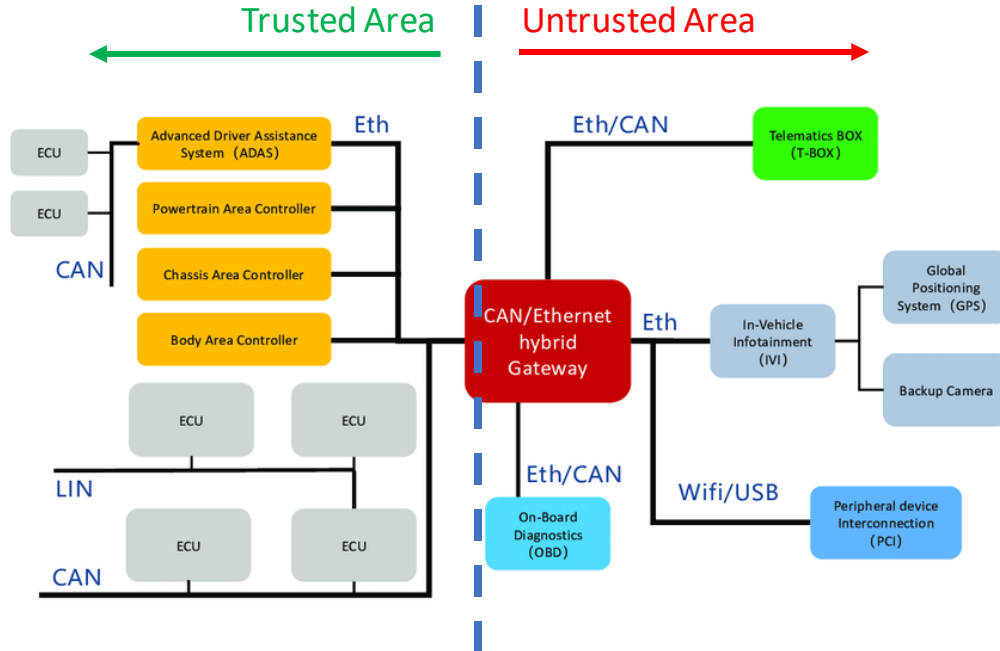 Trusted Area
Untrusted Area
ECU
ECU
CAN
Advanced Driver Assistance
System（ADAS）
Eth
Powertrain Area Controller
Chassis Area Controller
Body Area Controller
ECU
ECU
LIN
ECU
ECU
CAN
CAN/Ethernet
hybrid
Gateway
Eth/CAN
Telematics BOX
（T-BOX）
Eth
In-Vehicle
Infotainment
（IVI）
Global
Positioning
System（GPS）
Backup Camera
Eth/CAN
On-Board
Diagnostics
（OBD）
Wifi/USB
Peripheral device
Interconnection
（PCI）